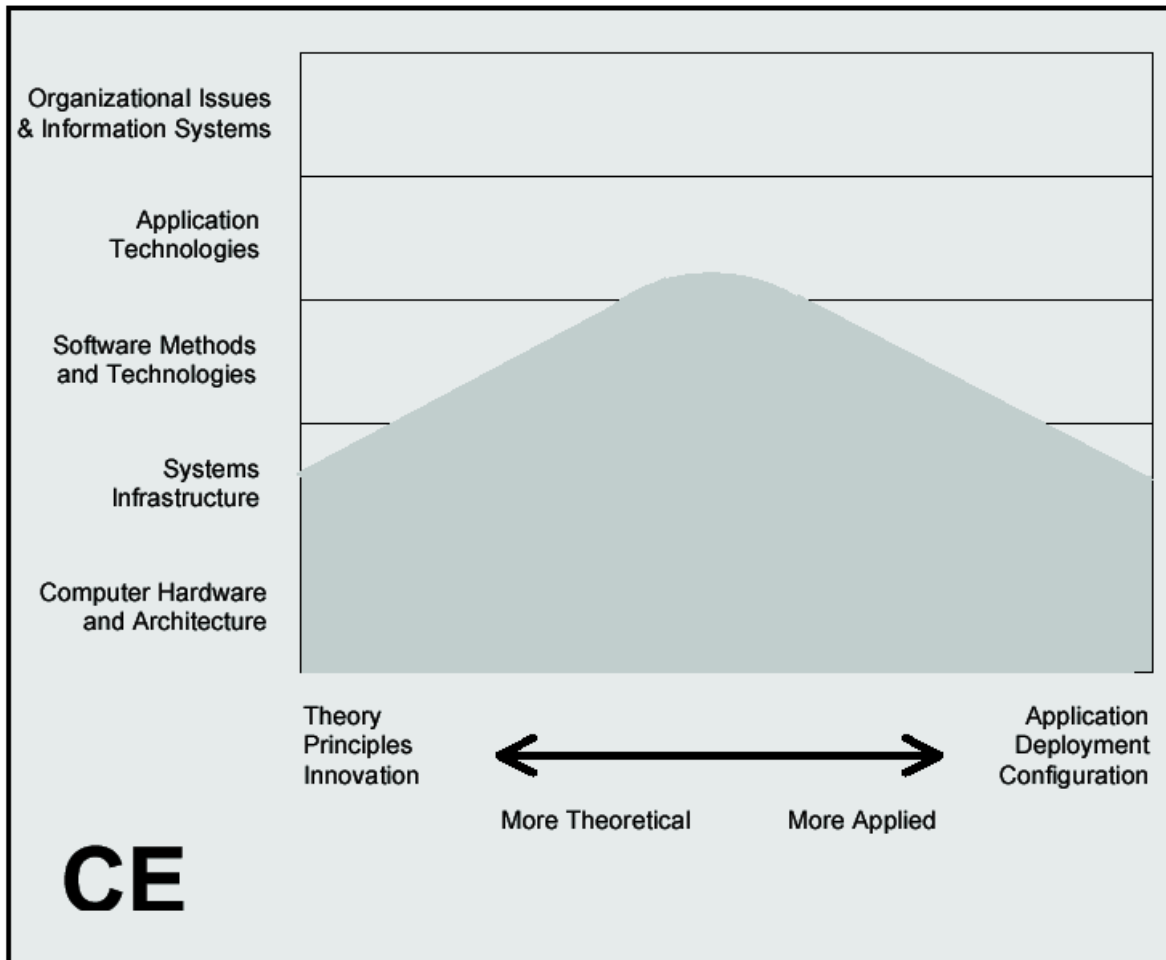 Organizational Issues
& Information Systems
Application
Technologies
Software Methods
and Technologies
Systems
Infrastructure
Computer Hardware
and Architecture
Theory
Principles
Innovation
Application
Deployment
Configuration
More Theoretical
More Applied
CE